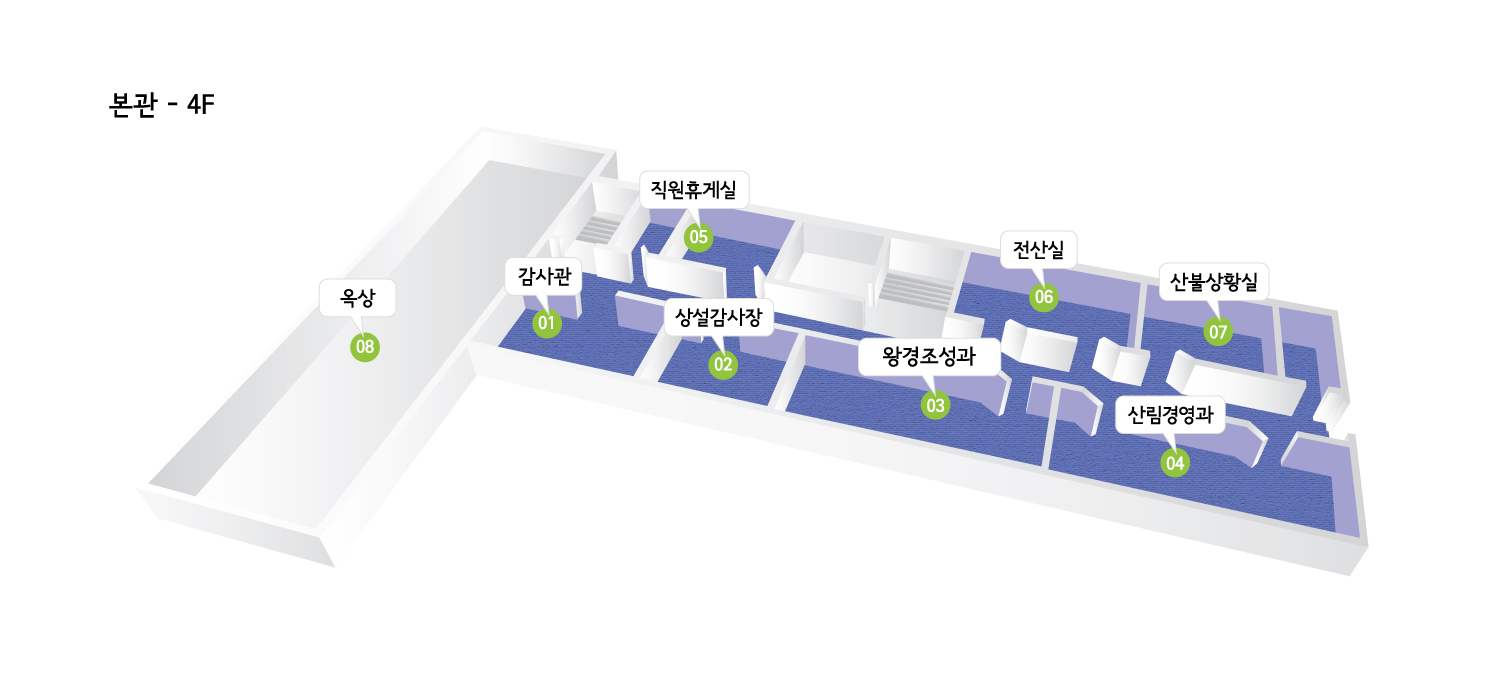 본관 - 4F
직원휴게실
05
전산실
06
산불상황실
07
감사관
01
옥상
08
상설감사장
02
왕경조성과
03
산림경영과
04